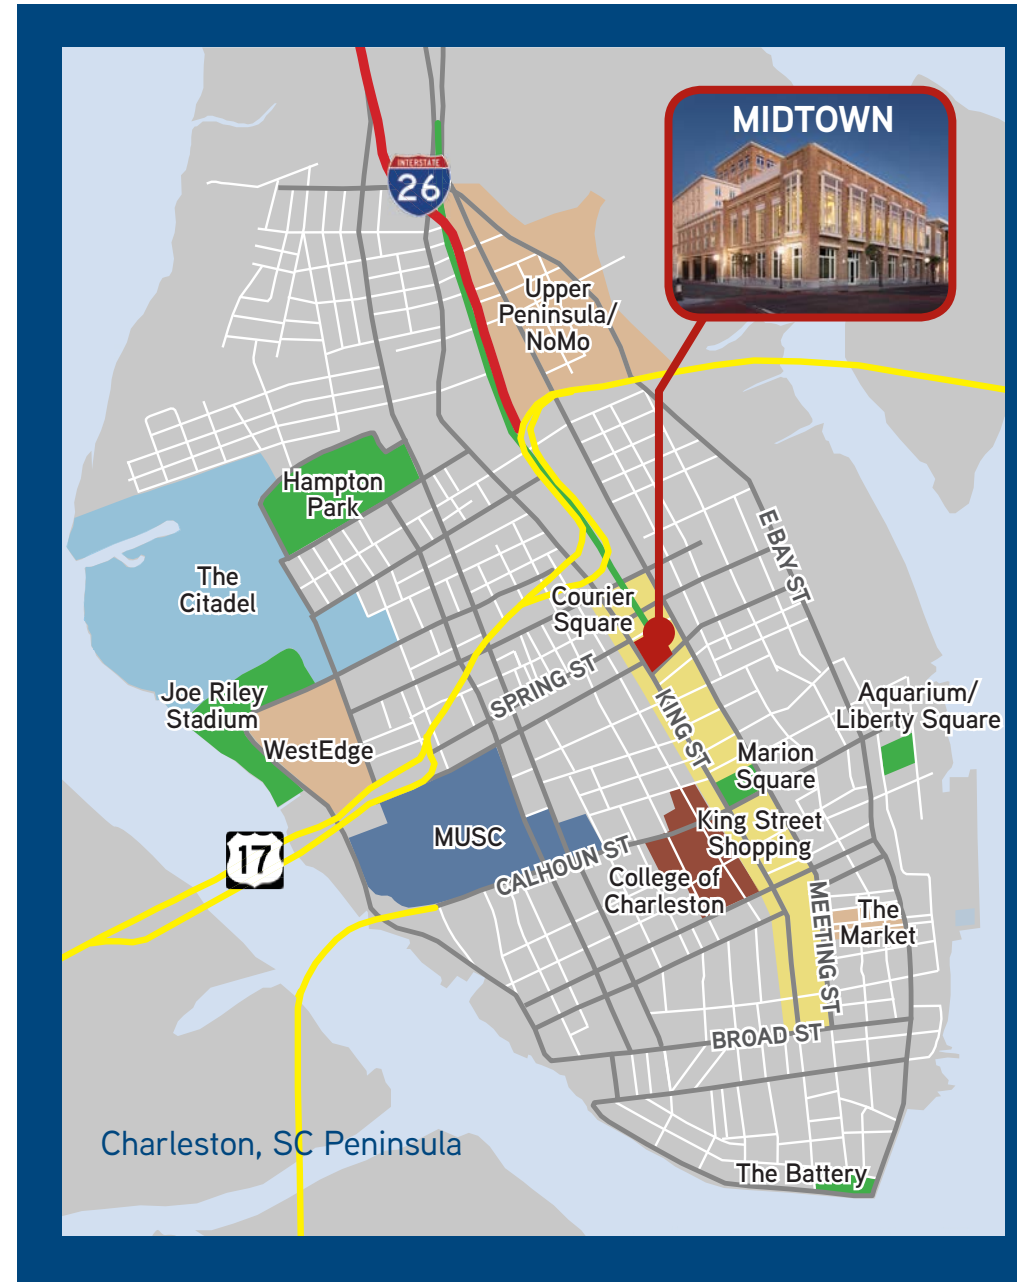 MIDTOWN
INTERSTATE
26
Upper
Peninsula/
NoMo
Hampton
Park
E BAY ST
The
Citadel
Courier
Square
SPRING ST
Joe Riley
Stadium
KING ST
Aquarium/
Liberty Square
WestEdge
Marion
Square
King Street
Shopping
MUSC
17
CALHOUN ST
College of
Charleston
MEETING ST
The
Market
BROAD ST
Charleston, SC Peninsula
The Battery